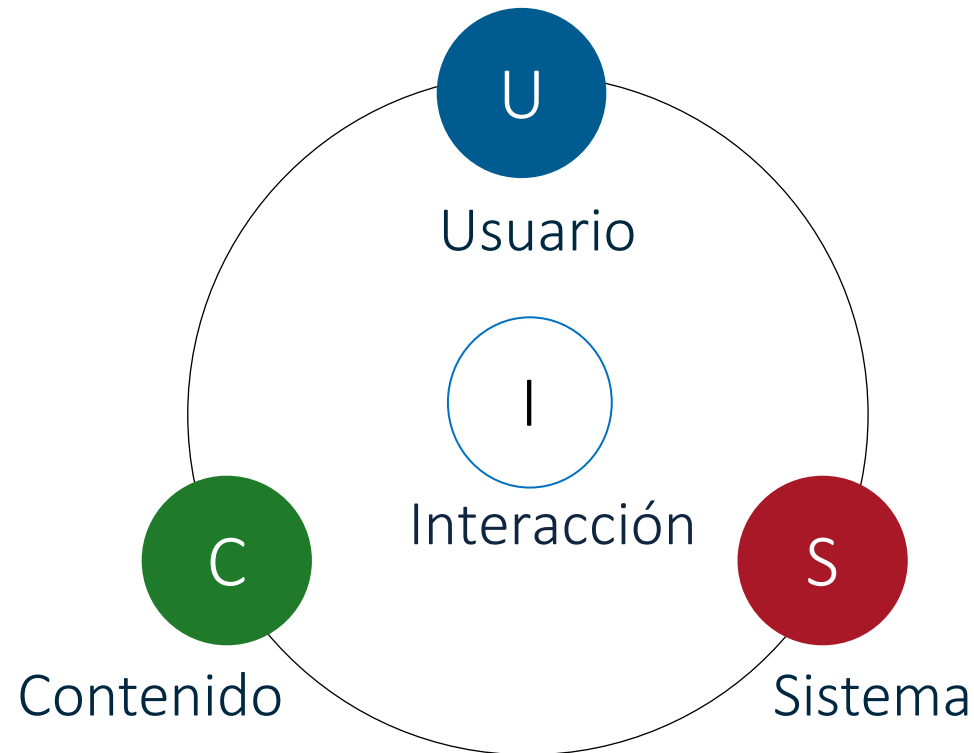 U
Usuario
I
Interacción
C
Contenido
S
Sistema